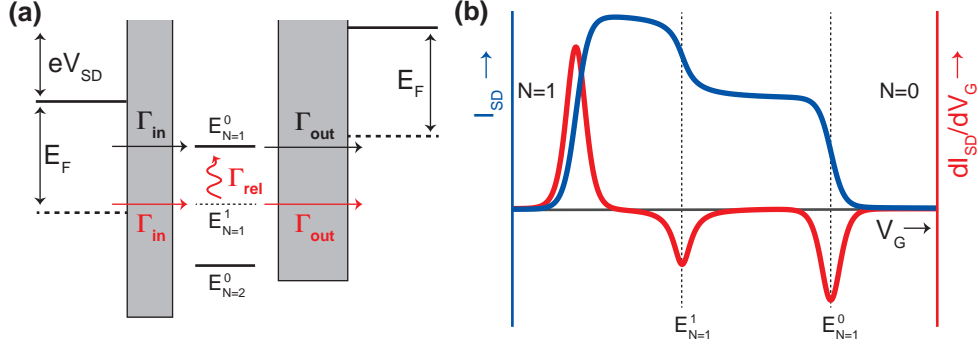 (a)
eV_SD
E_F
Γ_in
E^0_N=1
Γ_out
E_F
Γ_rel
Γ_in
E^1_N=1
Γ_out
E^0_N=2
(b)
I_SD →
N=1
N=0
dI_SD/dV_G →
V_G →
E^1_N=1
E^0_N=1